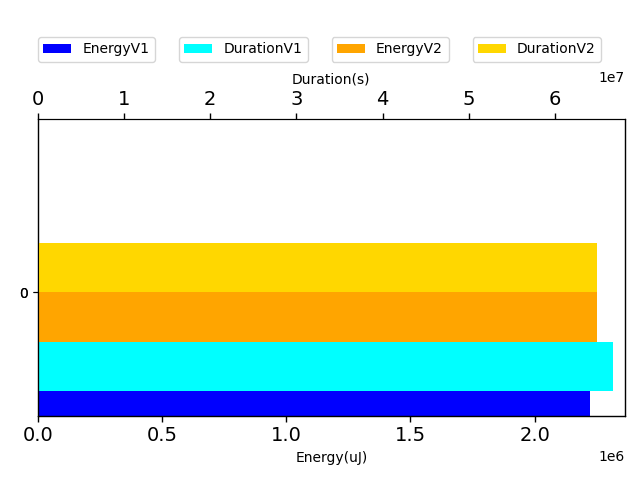 EnergyV1 DurationV1 EnergyV2 DurationV2
Duration(s) 1e7
0 1 2 3 4 5 6
0
0.0 0.5 1.0 1.5 2.0
Energy(uJ) 1e6